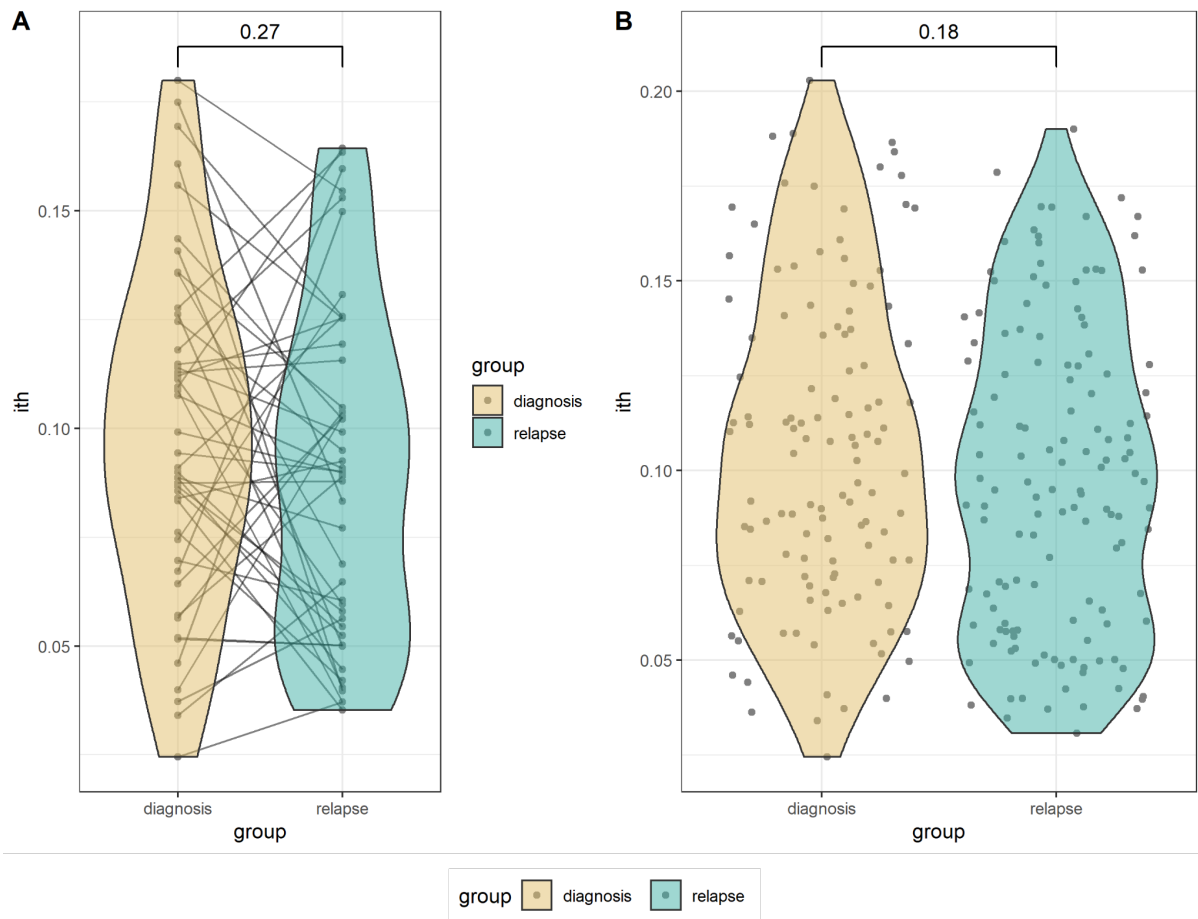 A
0.27
0.15
0.10
0.05
ith
diagnosis
relapse
group
group
diagnosis
relapse
B
0.18
0.20
0.15
0.10
0.05
ith
diagnosis
relapse
group
group
diagnosis
relapse